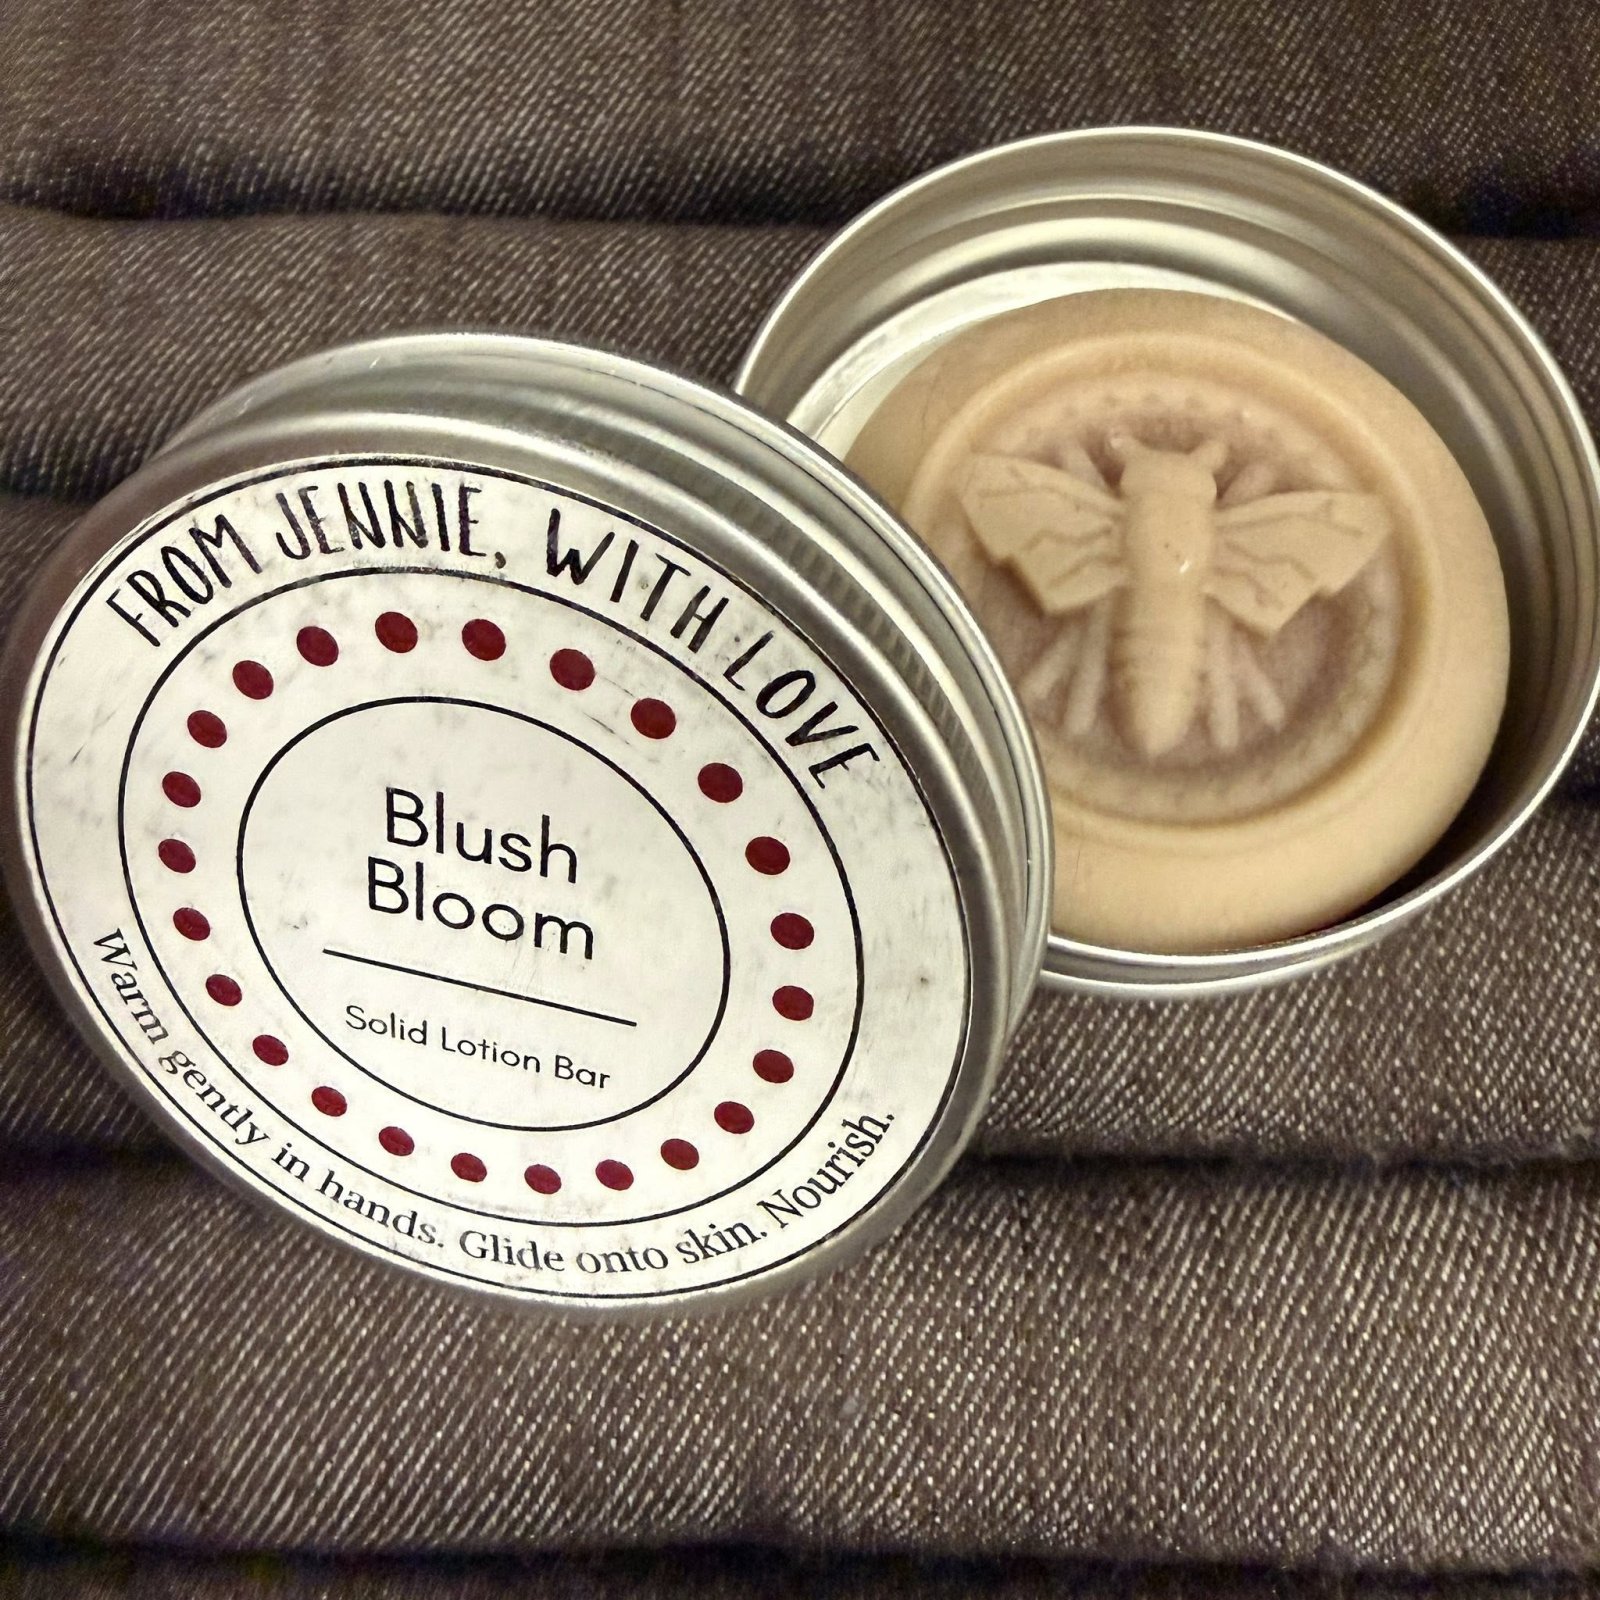 FROM JENNIE, WITH LOVE
Blush
Bloom
Solid Lotion Bar
Warm gently in hands. Glide onto skin. Nourish.